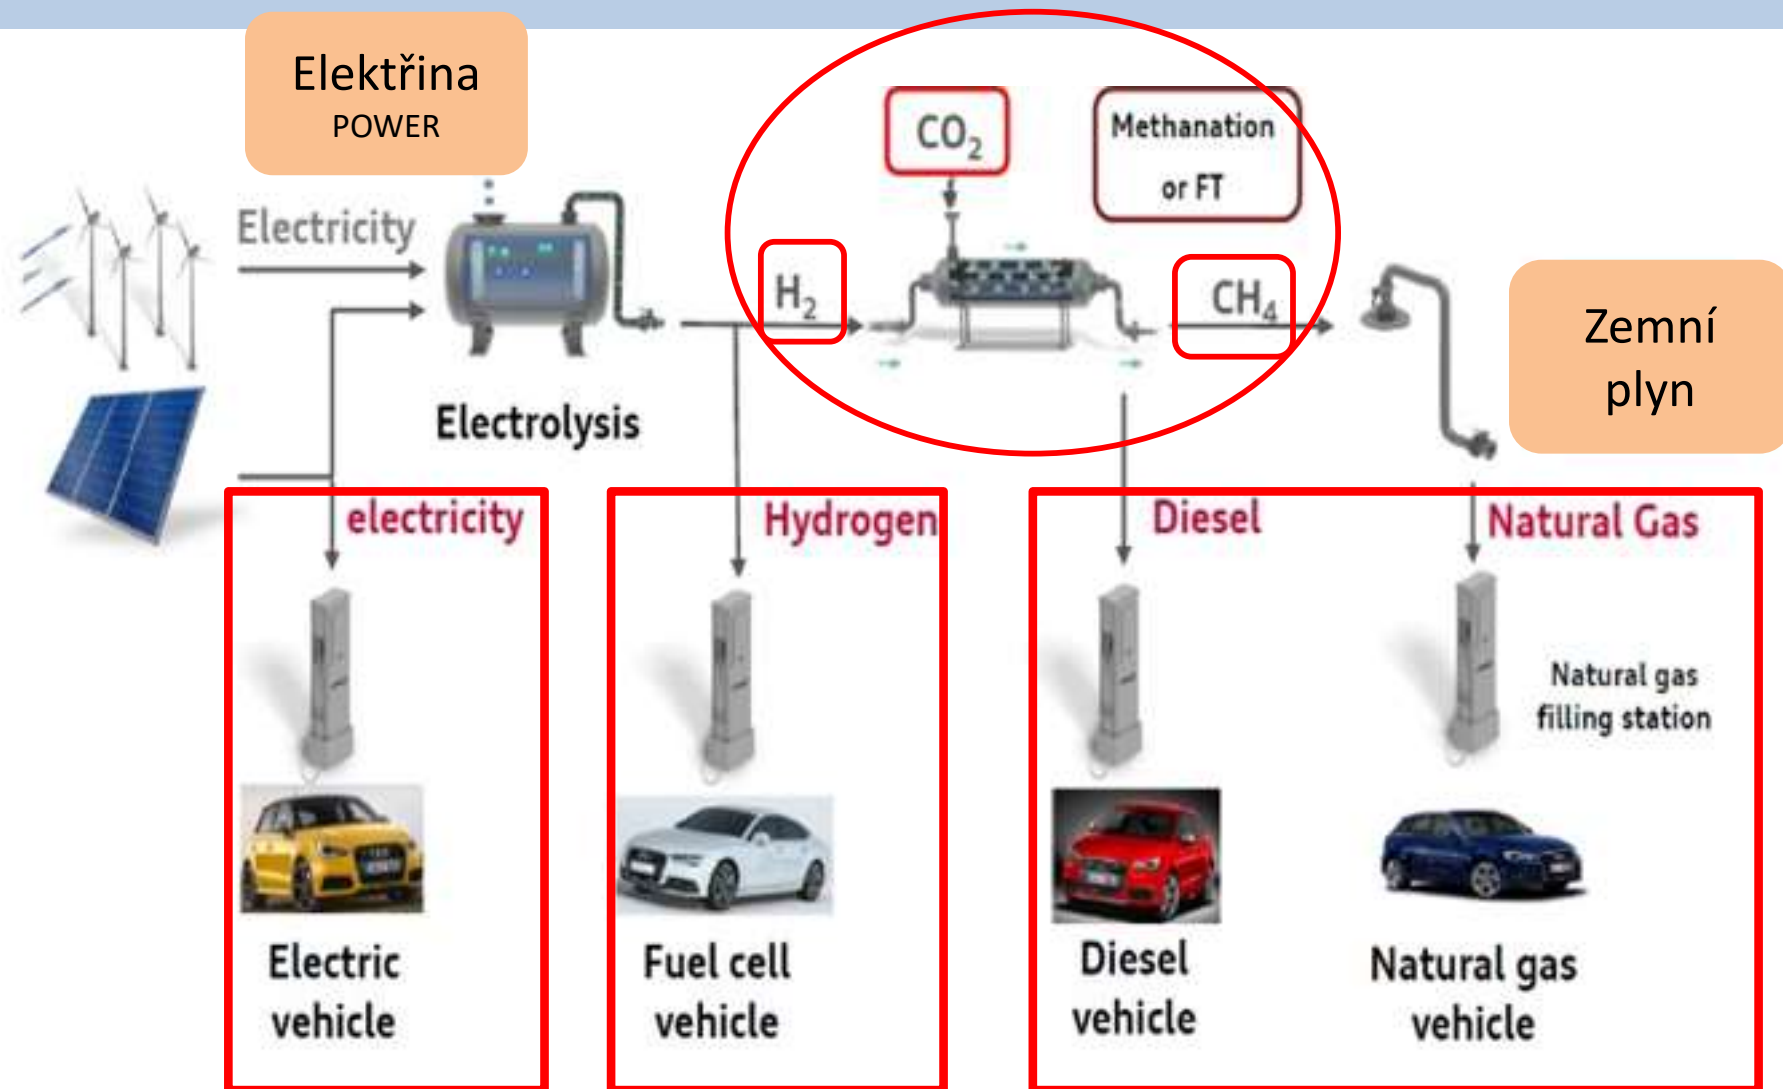 Elektřina
POWER
CO₂
Methanation
or FT
Electricity
H₂
CH₄
Zemní
plyn
Electrolysis
electricity
Hydrogen
Diesel
Natural Gas
Natural gas
filling station
Electric
vehicle
Fuel cell
vehicle
Diesel
vehicle
Natural gas
vehicle